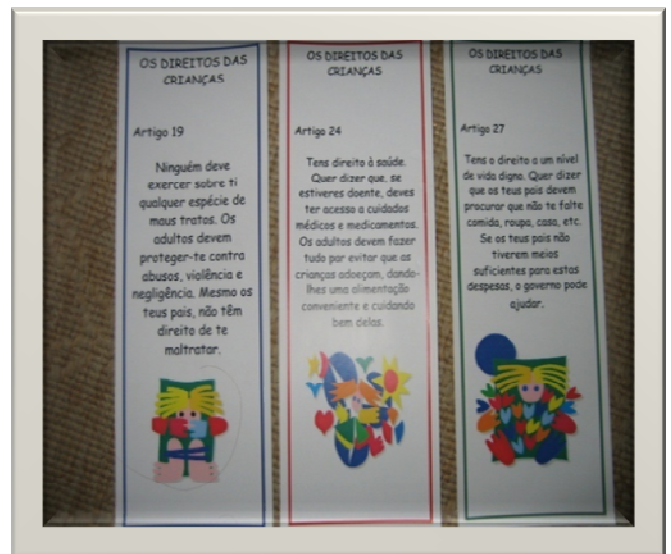 OS DIREITOS DAS
CRIANÇAS
Artigo 19
Ninguém deve
exercer sobre ti
qualquer espécie de
maus tratos. Os
adultos devem
proteger-te contra
abusos, violência e
negligência. Mesmo os
teus pais, não têm
direito de te
maltratar.
OS DIREITOS DAS
CRIANÇAS
Artigo 24
Tens direito à saúde.
Quer dizer que, se
estiveres doente, deves
ter acesso a cuidados
médicos e medicamentos.
Os adultos devem fazer
tudo por evitar que as
crianças adoeçam, dando-
lhes uma alimentação
conveniente e cuidando
bem delas.
OS DIREITOS DAS
CRIANÇAS
Artigo 27
Tens o direito a um nível
de vida digno. Quer dizer
que os teus pais devem
procurar que não te falte
comida, roupa, casa, etc.
Se os teus pais não
tiverem meios
suficientes para estas
despesas, o governo pode
ajudar.